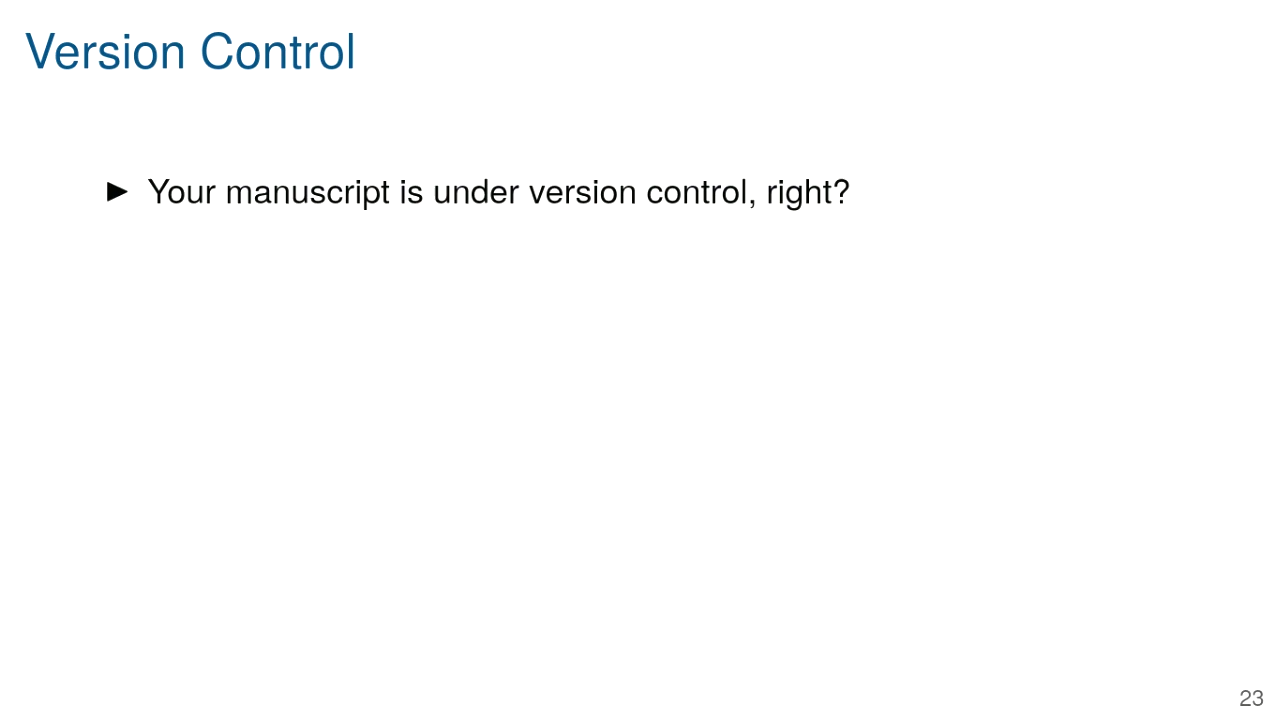 Version Control
▶ Your manuscript is under version control, right?
23